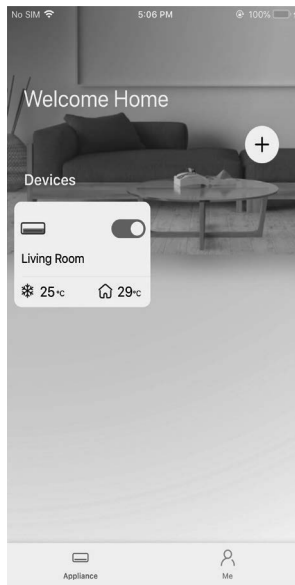 No SIM 5:06 PM 100%
Welcome Home
+
Devices
Living Room
25°C 29°C
Appliance Me